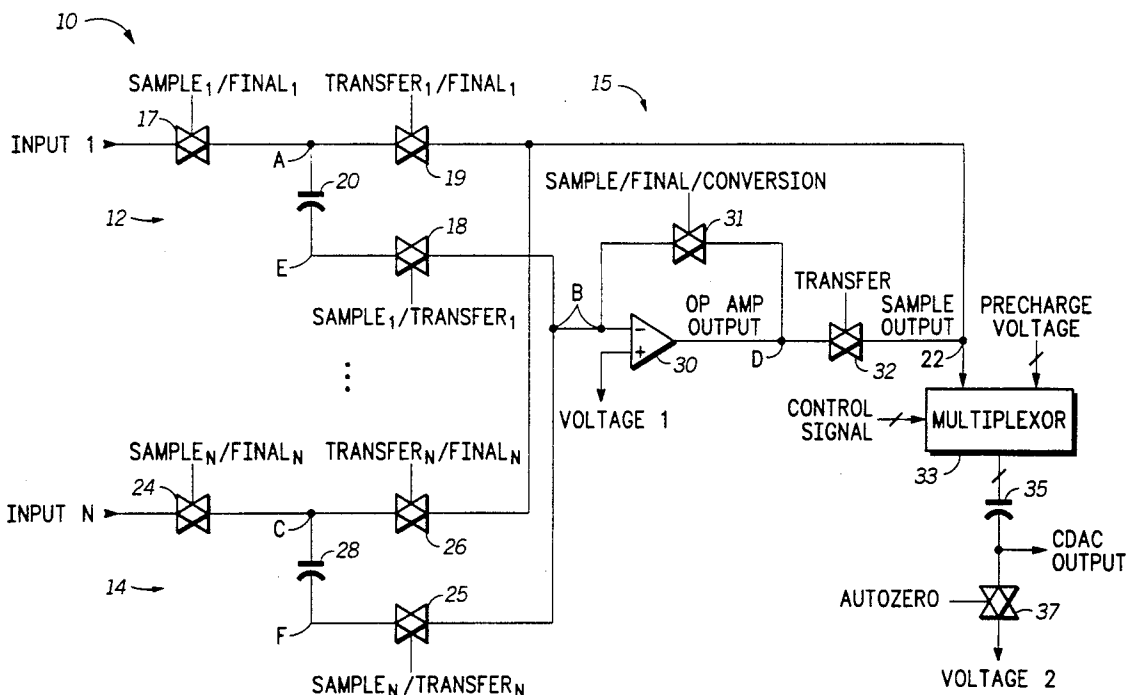 10
SAMPLE1/FINAL1
TRANSFER1/FINAL1
15
17
INPUT 1
A
19
20
SAMPLE/FINAL/CONVERSION
12
18
31
E
TRANSFER
B
OP AMP
OUTPUT
SAMPLE
OUTPUT
PRECHARGE
VOLTAGE
SAMPLE1/TRANSFER1
-
+
30
D
32
22
VOLTAGE 1
CONTROL
SIGNAL
MULTIPLEXOR
33
SAMPLEN/FINALN
TRANSFERN/FINALN
24
35
INPUT N
C
26
28
CDAC
OUTPUT
14
25
AUTOZERO
37
F
SAMPLEN/TRANSFERN
VOLTAGE 2